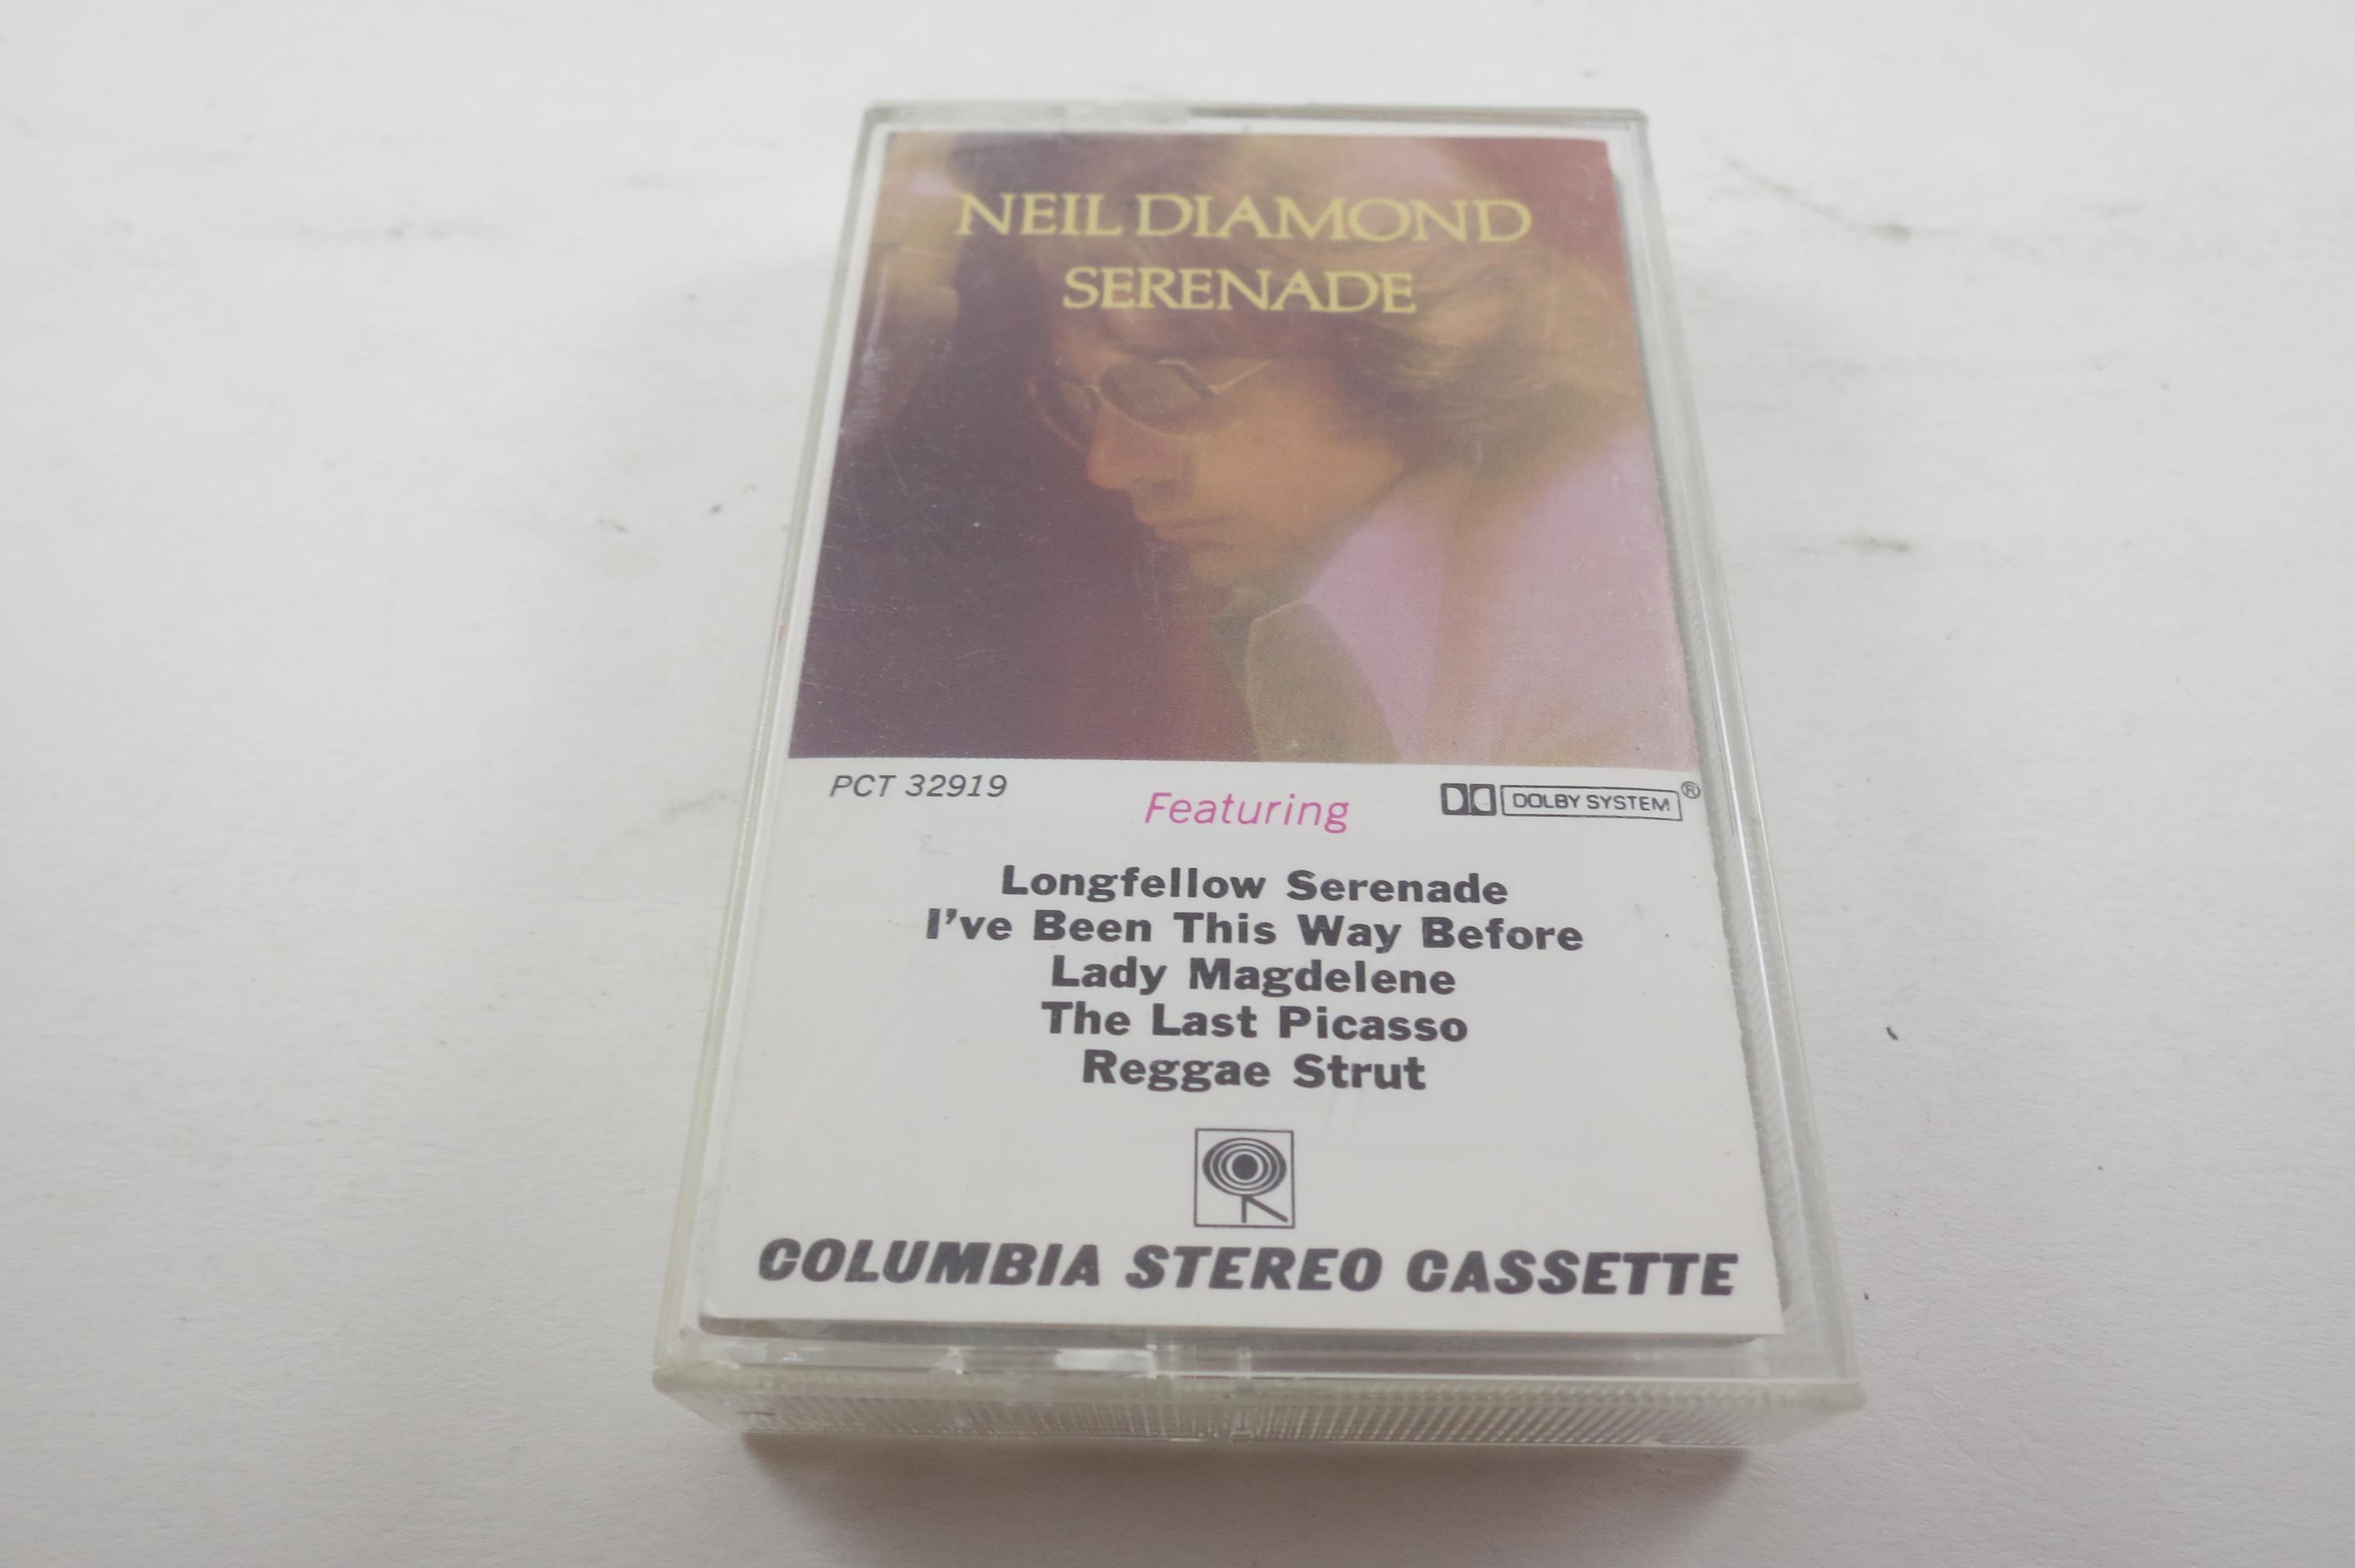 NEIL DIAMOND
SERENADE
PCT 32919
Featuring
DOLBY SYSTEM®
Longfellow Serenade
I've Been This Way Before
Lady Magdelene
The Last Picasso
Reggae Strut
COLUMBIA STEREO CASSETTE